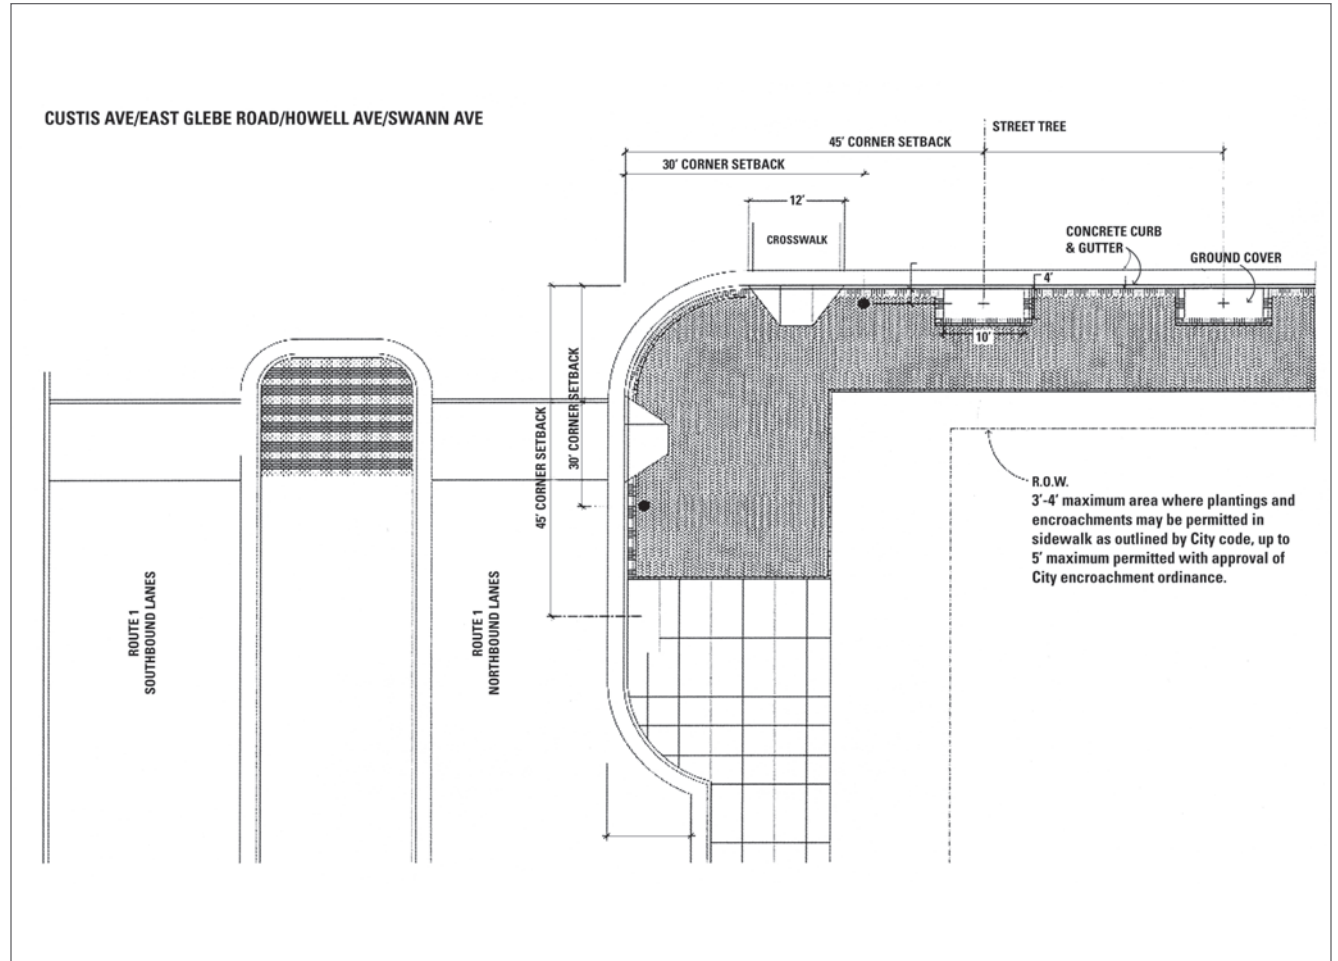 CUSTIS AVE/EAST GLEBE ROAD/HOWELL AVE/SWANN AVE
STREET TREE
45' CORNER SETBACK
30' CORNER SETBACK
12'
CROSSWALK
CONCRETE CURB
& GUTTER
GROUND COVER
4'
10'
45' CORNER SETBACK
30' CORNER SETBACK
R.O.W.
3'-4' maximum area where plantings and
encroachments may be permitted in
sidewalk as outlined by City code, up to
5' maximum permitted with approval of
City encroachment ordinance.
ROUTE 1
SOUTHBOUND LANES
ROUTE 1
NORTHBOUND LANES